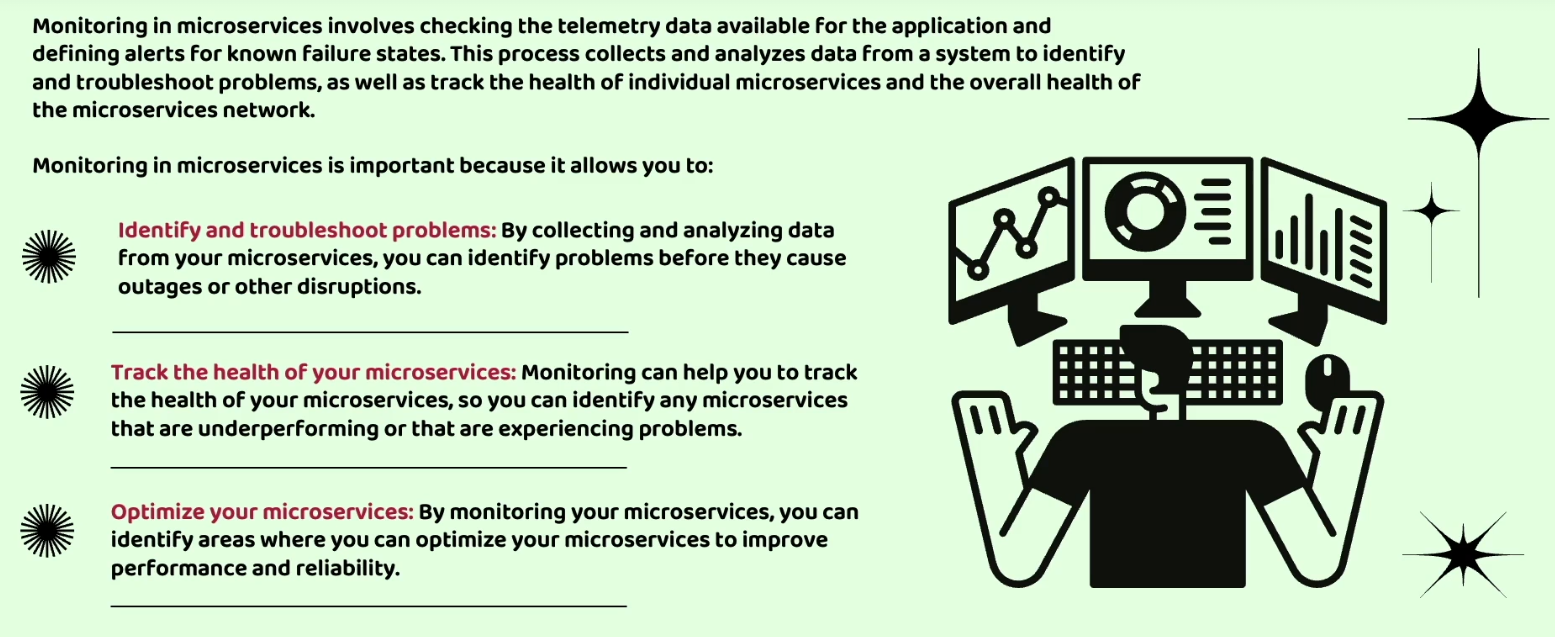 Monitoring in microservices involves checking the telemetry data available for the application and
defining alerts for known failure states. This process collects and analyzes data from a system to identify
and troubleshoot problems, as well as track the health of individual microservices and the overall health of
the microservices network.
Monitoring in microservices is important because it allows you to:
Identify and troubleshoot problems: By collecting and analyzing data
from your microservices, you can identify problems before they cause
outages or other disruptions.
Track the health of your microservices: Monitoring can help you to track
the health of your microservices, so you can identify any microservices
that are underperforming or that are experiencing problems.
Optimize your microservices: By monitoring your microservices, you can
identify areas where you can optimize your microservices to improve
performance and reliability.